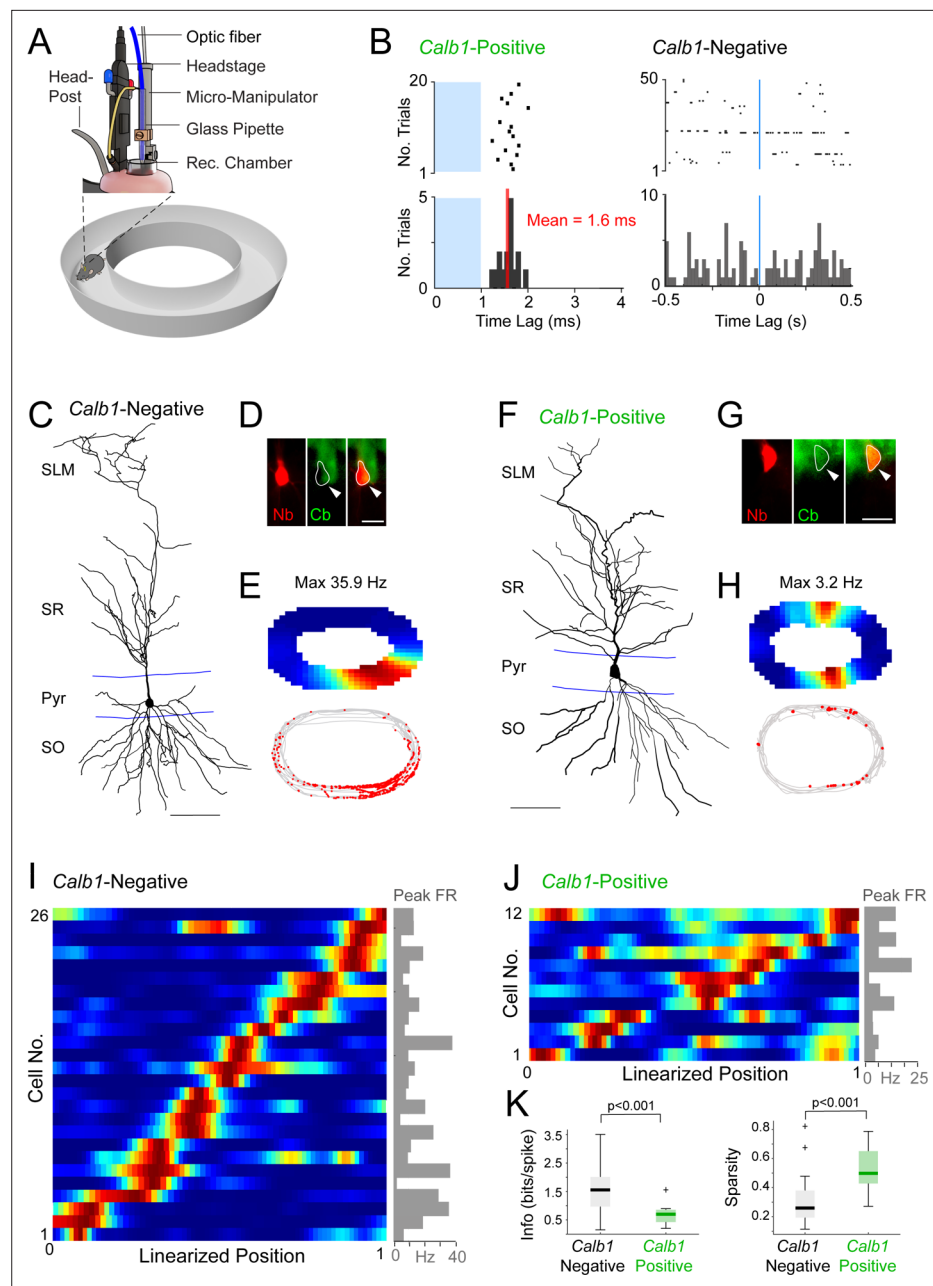 A
Optic fiber
Headstage
Head-
Post
Micro-Manipulator
Glass Pipette
Rec. Chamber
B
Calb1-Positive
Calb1-Negative
20
No. Trials
1
5
No. Trials
0
Mean = 1.6 ms
0 1 2 3 4
Time Lag (ms)
50
1
10
0
-0.5 0 0.5
Time Lag (s)
C
Calb1-Negative
SLM
SR
Pyr
SO
D
Nb
Cb
E
Max 35.9 Hz
F
Calb1-Positive
SLM
SR
Pyr
SO
G
Nb
Cb
H
Max 3.2 Hz
I
Calb1-Negative
Peak FR
26
Cell No.
1
0 Linearized Position 1
0 Hz 40
J
Calb1-Positive
Peak FR
12
Cell No.
1
0 Linearized Position 1
0 Hz 25
K
p<0.001
3.5
2.5
1.5
0.5
Info (bits/spike)
Calb1 Calb1
Negative Positive
p<0.001
0.8
0.6
0.4
0.2
Sparsity
Calb1 Calb1
Negative Positive